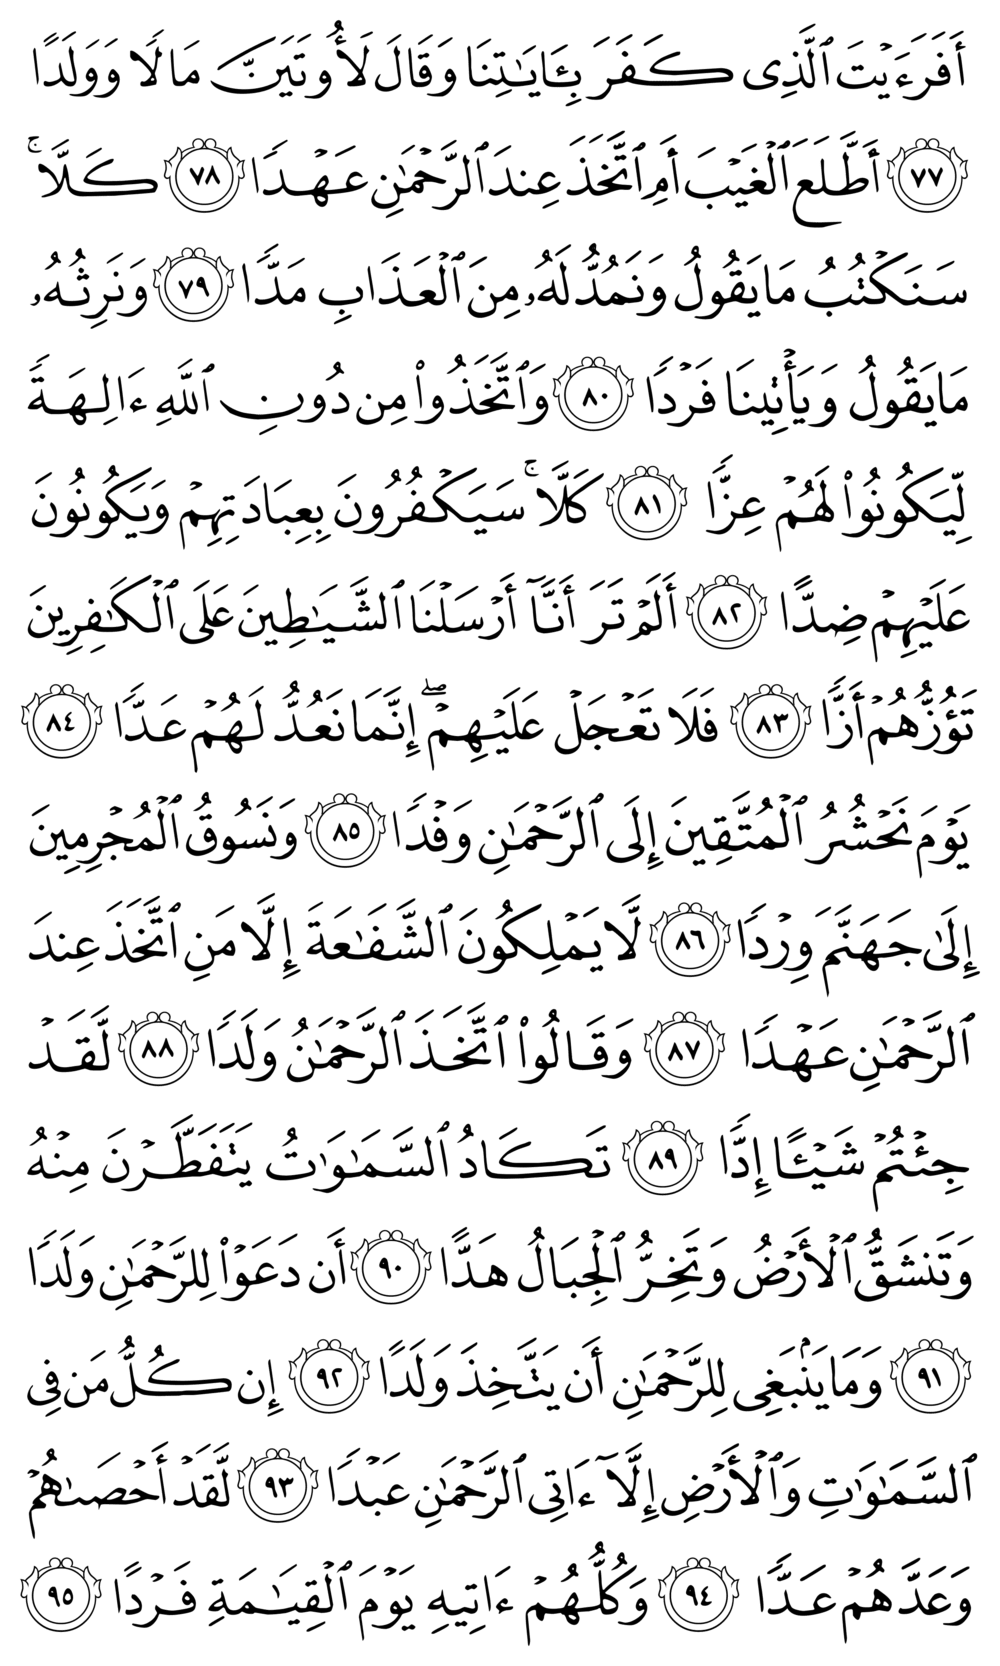 أَفَرَءَيۡتَ ٱلَّذِى كَفَرَ بِـَٔايَٰتِنَا وَقَالَ لَأُوتَيَنَّ مَالًا وَوَلَدًا
٧٧ أَطَّلَعَ ٱلۡغَيۡبَ أَمِ ٱتَّخَذَ عِندَ ٱلرَّحۡمَٰنِ عَهۡدًا ٧٨ كَلَّاۚ
سَنَكۡتُبُ مَا يَقُولُ وَنَمُدُّ لَهُۥ مِنَ ٱلۡعَذَابِ مَدًّا ٧٩ وَنَرِثُهُۥ
مَا يَقُولُ وَيَأۡتِينَا فَرۡدًا ٨٠ وَٱتَّخَذُواْ مِن دُونِ ٱللَّهِ ءَالِهَةً
لِّيَكُونُواْ لَهُمۡ عِزًّا ٨١ كَلَّاۚ سَيَكۡفُرُونَ بِعِبَادَتِهِمۡ وَيَكُونُونَ
عَلَيۡهِمۡ ضِدًّا ٨٢ أَلَمۡ تَرَ أَنَّآ أَرۡسَلۡنَا ٱلشَّيَٰطِينَ عَلَى ٱلۡكَٰفِرِينَ
تَؤُزُّهُمۡ أَزًّا ٨٣ فَلَا تَعۡجَلۡ عَلَيۡهِمۡۖ إِنَّمَا نَعُدُّ لَهُمۡ عَدًّا ٨٤
يَوۡمَ نَحۡشُرُ ٱلۡمُتَّقِينَ إِلَى ٱلرَّحۡمَٰنِ وَفۡدًا ٨٥ وَنَسُوقُ ٱلۡمُجۡرِمِينَ
إِلَىٰ جَهَنَّمَ وِرۡدًا ٨٦ لَّا يَمۡلِكُونَ ٱلشَّفَٰعَةَ إِلَّا مَنِ ٱتَّخَذَ عِندَ
ٱلرَّحۡمَٰنِ عَهۡدًا ٨٧ وَقَالُواْ ٱتَّخَذَ ٱلرَّحۡمَٰنُ وَلَدًا ٨٨ لَّقَدۡ
جِئۡتُمۡ شَيۡـًٔا إِدًّا ٨٩ تَكَادُ ٱلسَّمَٰوَٰتُ يَتَفَطَّرۡنَ مِنۡهُ
وَتَنشَقُّ ٱلۡأَرۡضُ وَتَخِرُّ ٱلۡجِبَالُ هَدًّا ٩٠ أَن دَعَوۡاْ لِلرَّحۡمَٰنِ وَلَدًا
٩١ وَمَا يَنۢبَغِى لِلرَّحۡمَٰنِ أَن يَتَّخِذَ وَلَدًا ٩٢ إِن كُلُّ مَن فِى
ٱلسَّمَٰوَٰتِ وَٱلۡأَرۡضِ إِلَّآ ءَاتِى ٱلرَّحۡمَٰنِ عَبۡدًا ٩٣ لَّقَدۡ أَحۡصَىٰهُمۡ
وَعَدَّهُمۡ عَدًّا ٩٤ وَكُلُّهُمۡ ءَاتِيهِ يَوۡمَ ٱلۡقِيَٰمَةِ فَرۡدًا ٩٥